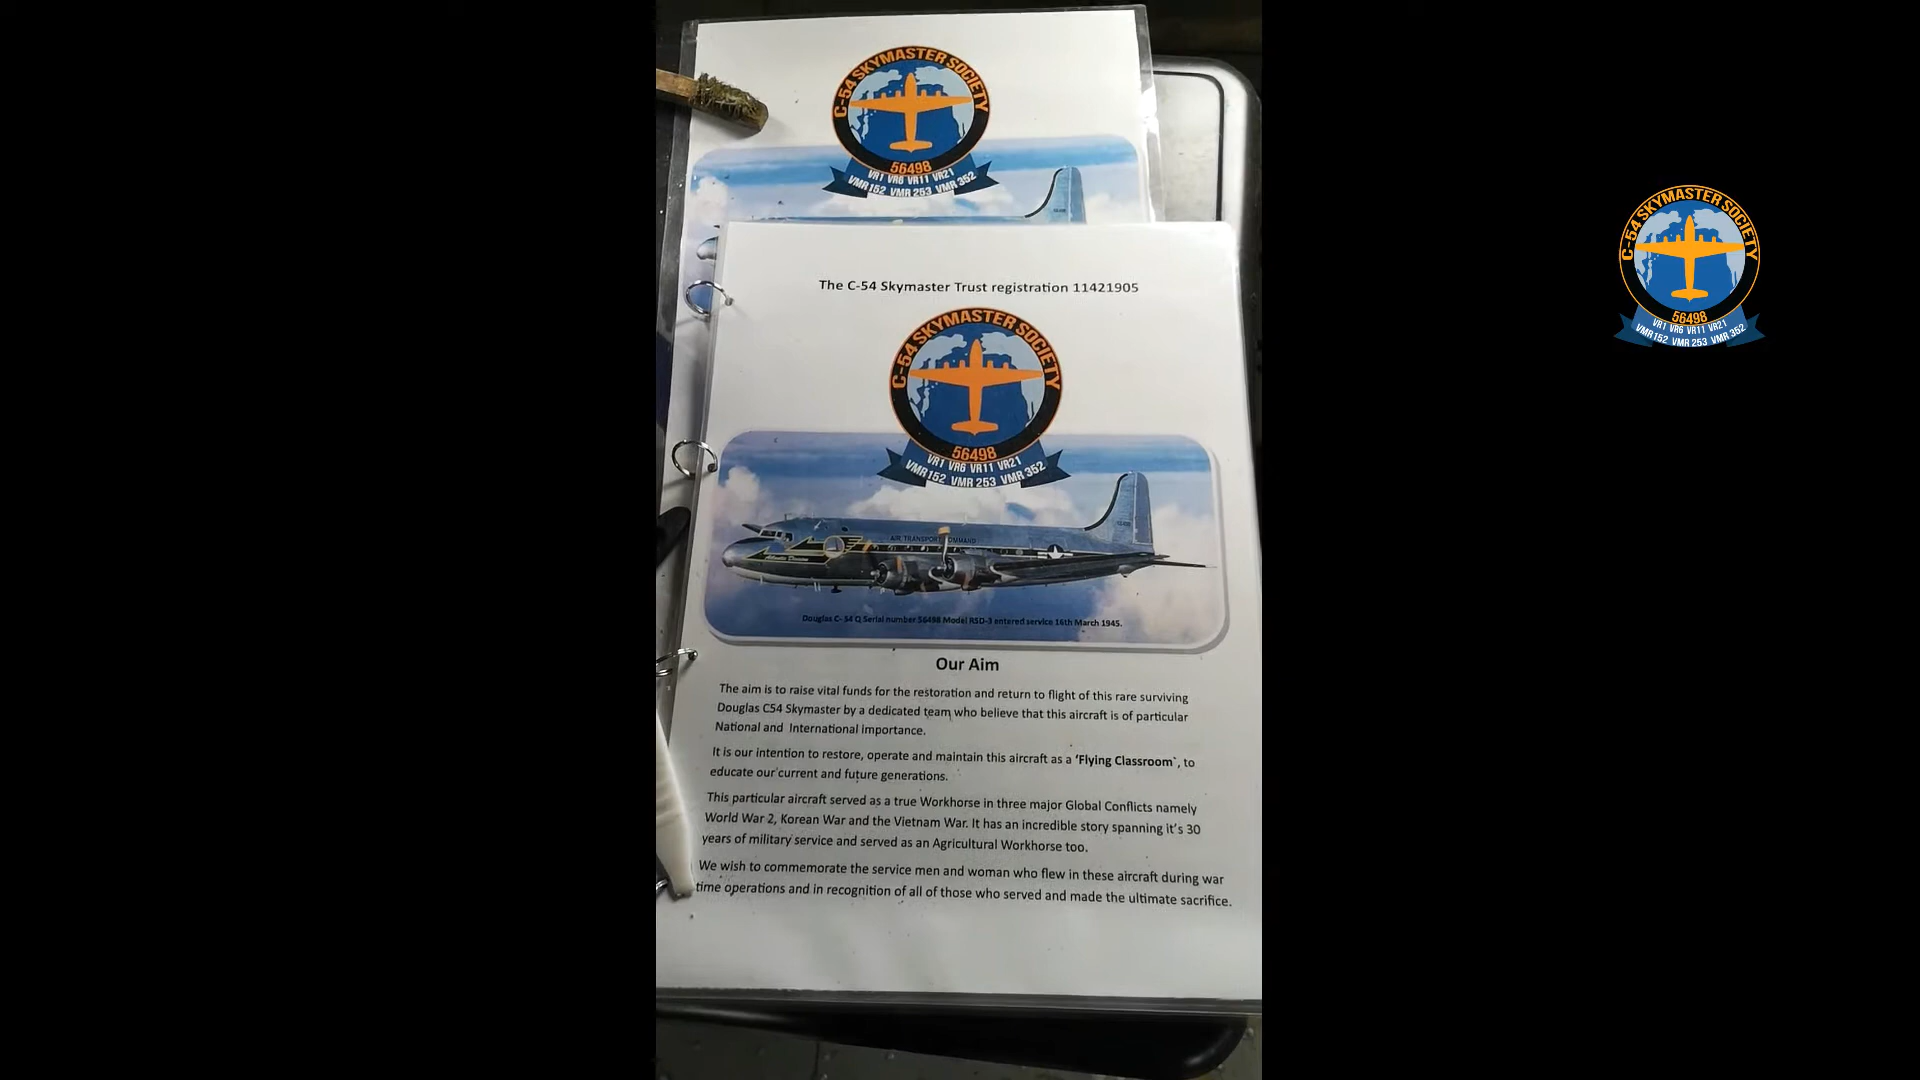 C-54 SKYMASTER SOCIETY
56498
VR1 VR6 VR11 VR21
VMR 152 VMR 253 VMR 352
The C-54 Skymaster Trust registration 11421905
C-54 SKYMASTER SOCIETY
56498
VR1 VR6 VR11 VR21
VMR 152 VMR 253 VMR 352
AIR TRANSPORT COMMAND
Atlantic Division
Douglas C- 54 Q Serial number 56498 Model R5D-3 entered service 16th March 1945.
Our Aim
The aim is to raise vital funds for the restoration and return to flight of this rare surviving
Douglas C54 Skymaster by a dedicated team who believe that this aircraft is of particular
National and International importance.
It is our intention to restore, operate and maintain this aircraft as a ‘Flying Classroom`, to
educate our current and future generations.
This particular aircraft served as a true Workhorse in three major Global Conflicts namely
World War 2, Korean War and the Vietnam War. It has an incredible story spanning it's 30
years of military service and served as an Agricultural Workhorse too.
We wish to commemorate the service men and woman who flew in these aircraft during war
time operations and in recognition of all of those who served and made the ultimate sacrifice.
C-54 SKYMASTER SOCIETY
56498
VR1 VR6 VR11 VR21
VMR 152 VMR 253 VMR 352